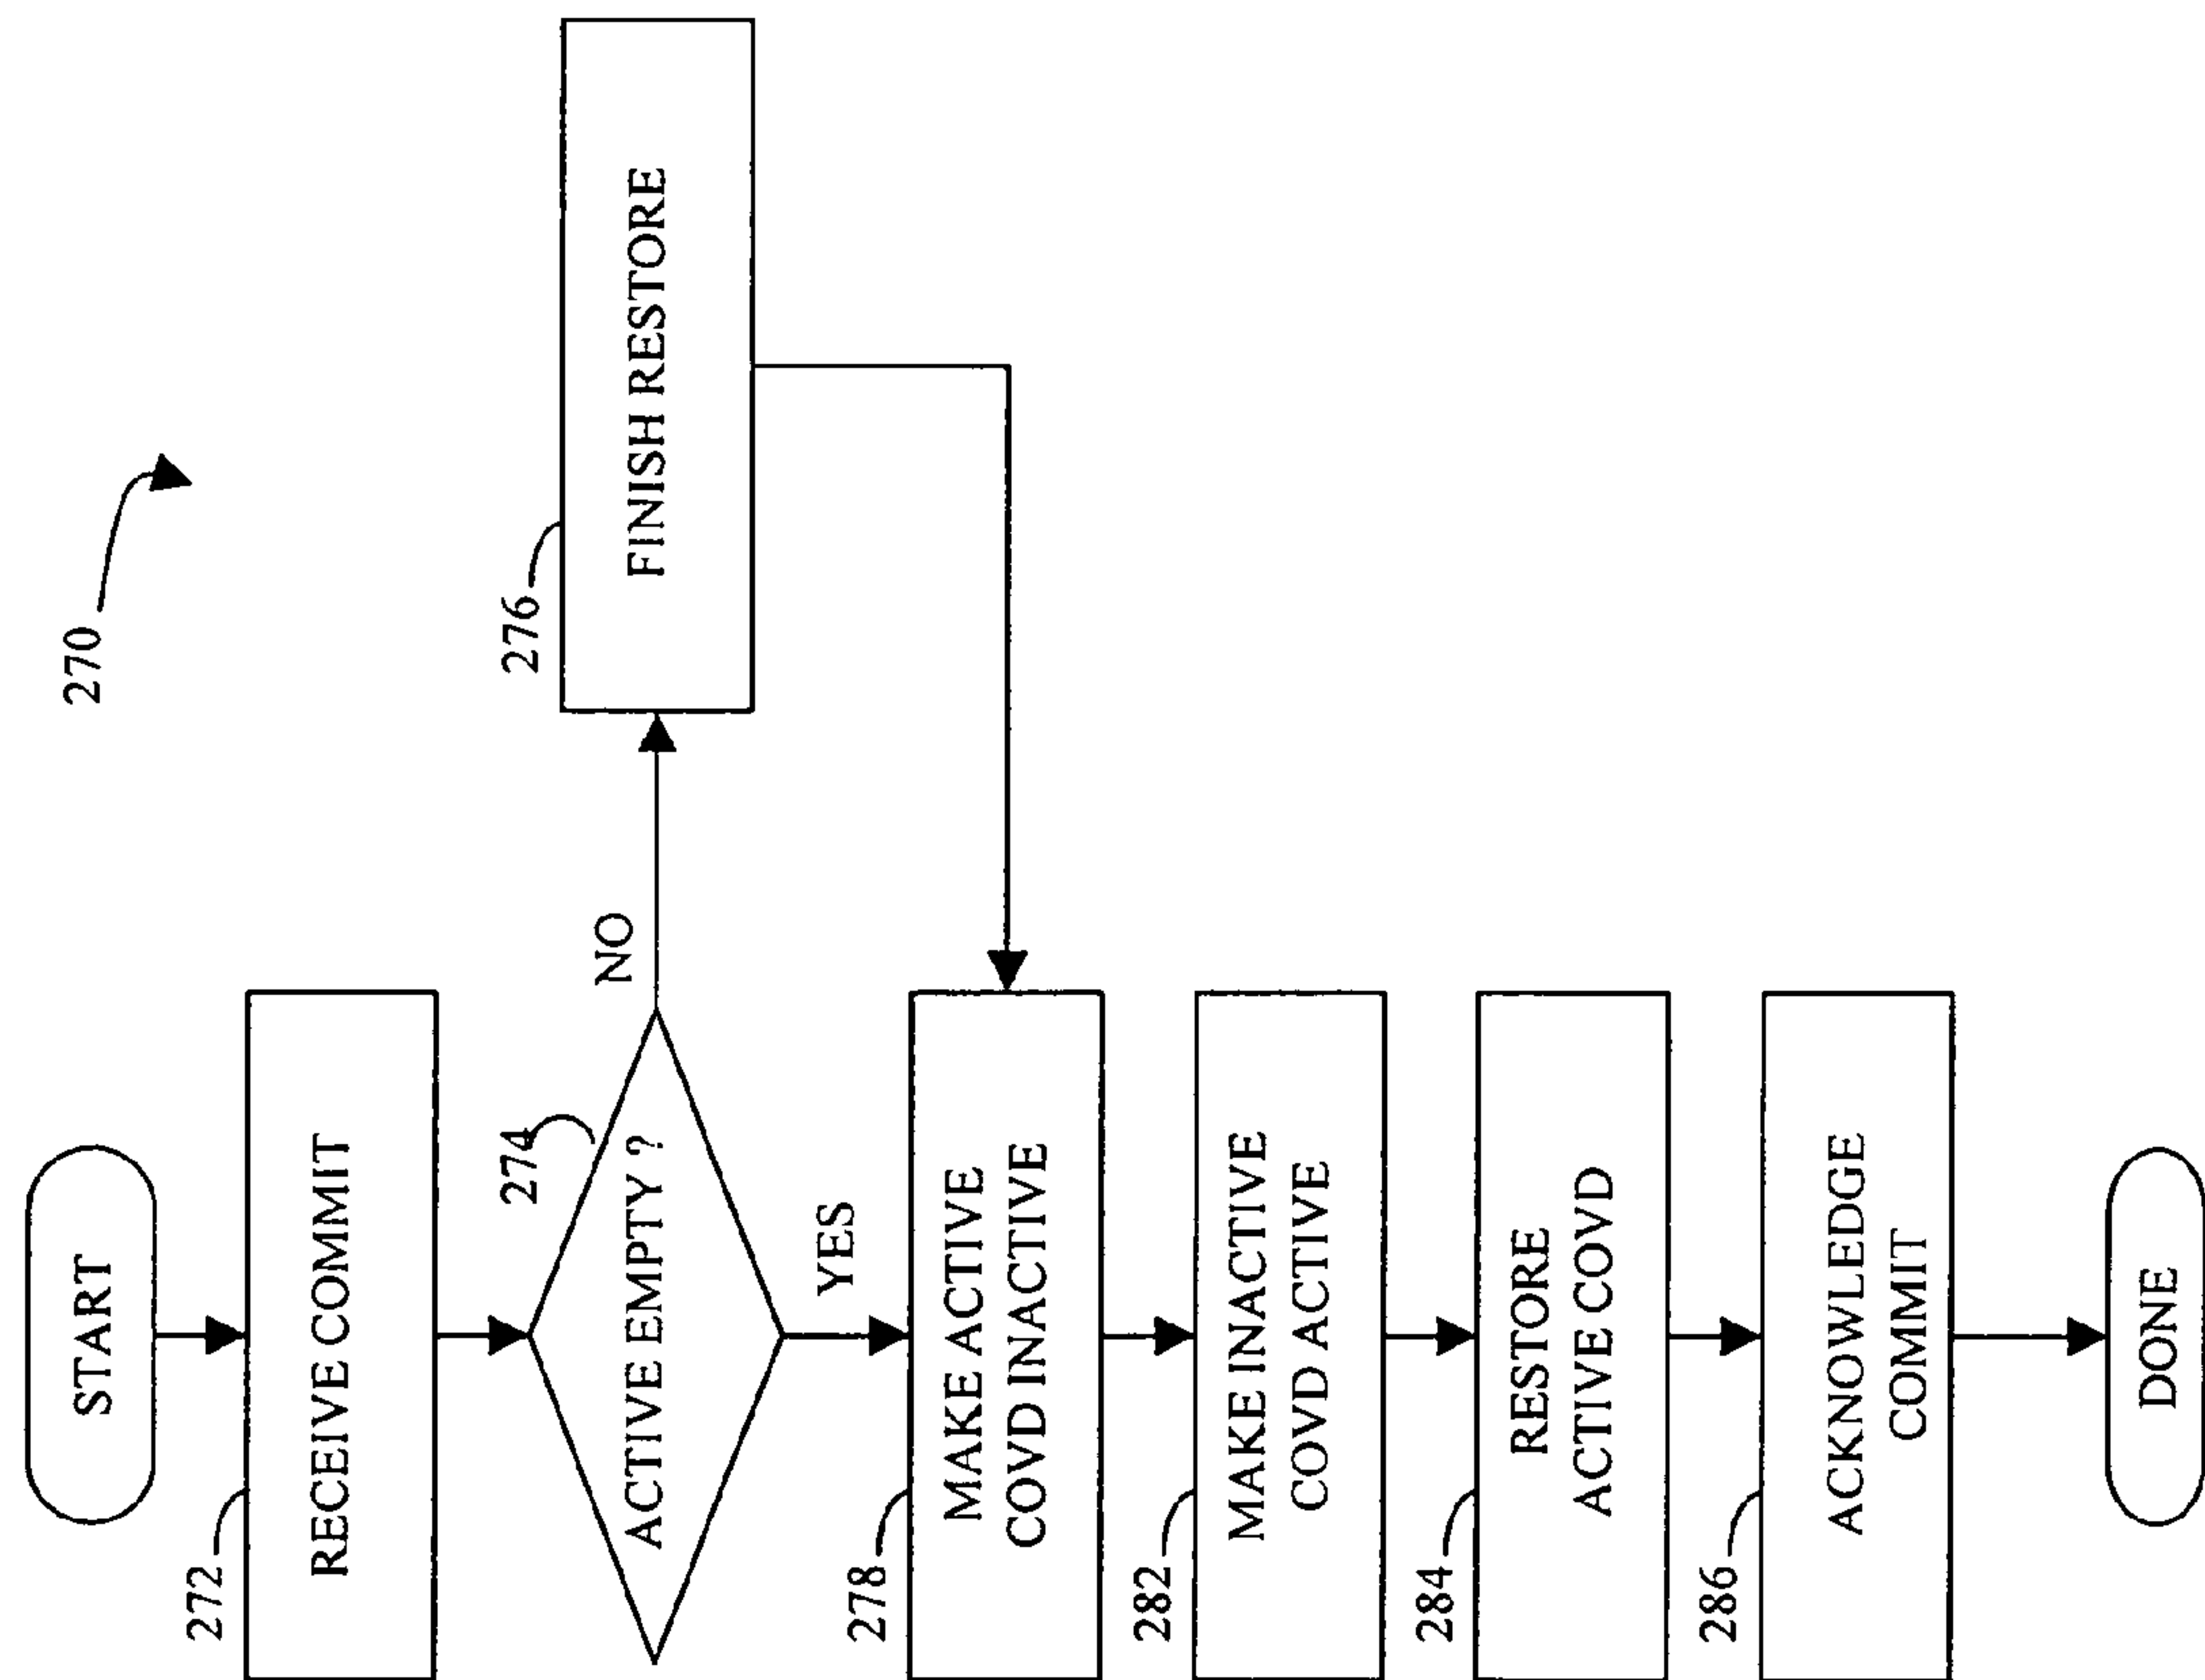 270
START
272
RECEIVE COMMIT
274
ACTIVE EMPTY ?
NO
276
FINISH RESTORE
YES
278
MAKE ACTIVE
COVD INACTIVE
282
MAKE INACTIVE
COVD ACTIVE
284
RESTORE
ACTIVE COVD
286
ACKNOWLEDGE
COMMIT
DONE